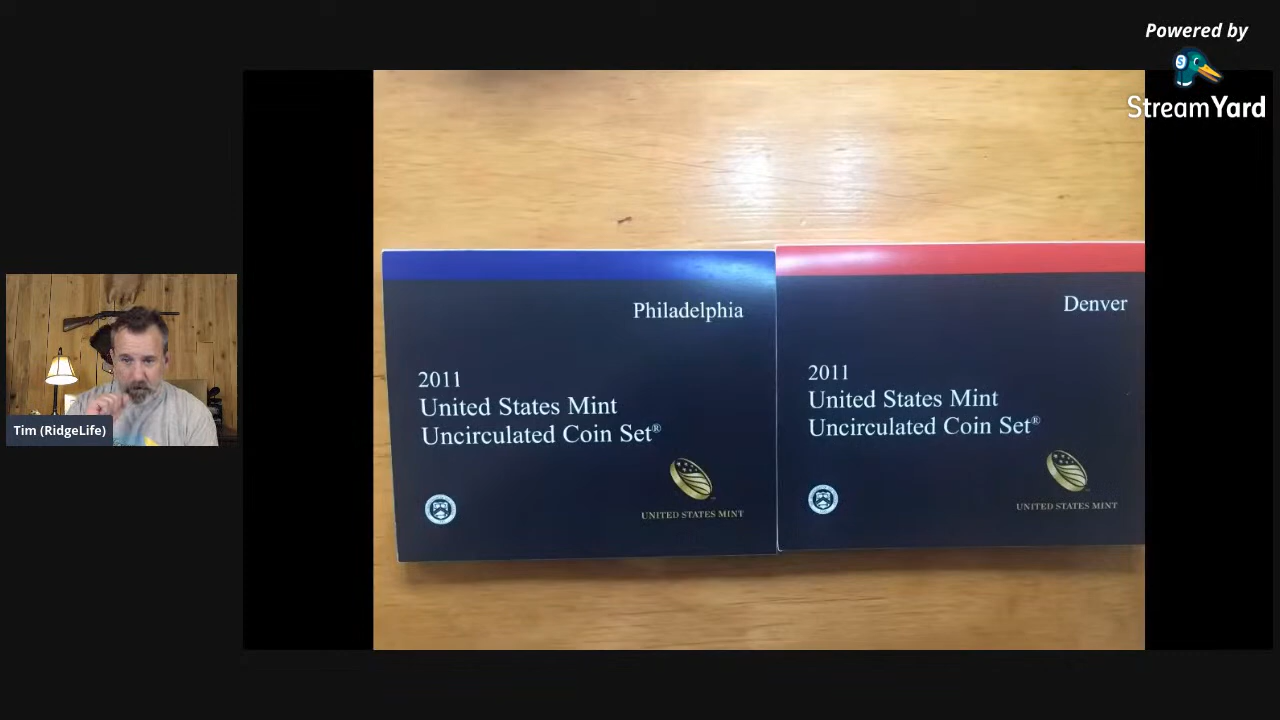 Powered by
StreamYard
Philadelphia
2011
United States Mint
Uncirculated Coin Set®
UNITED STATES MINT
Denver
2011
United States Mint
Uncirculated Coin Set®
UNITED STATES MINT
Tim (RidgeLife)